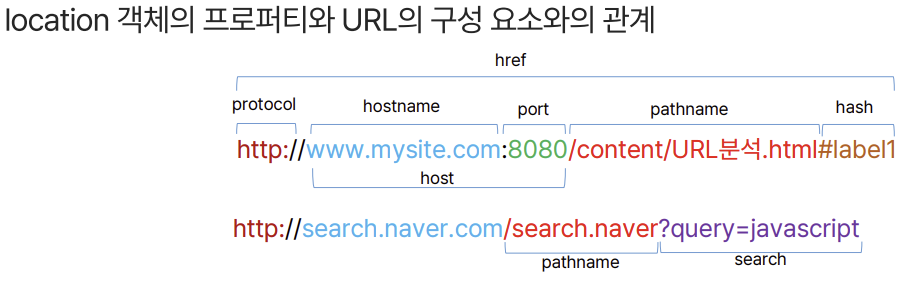 location 객체의 프로퍼티와 URL의 구성 요소와의 관계
href
protocol hostname port pathname hash
http://www.mysite.com:8080/content/URL분석.html#label1
host
http://search.naver.com/search.naver?query=javascript
pathname search